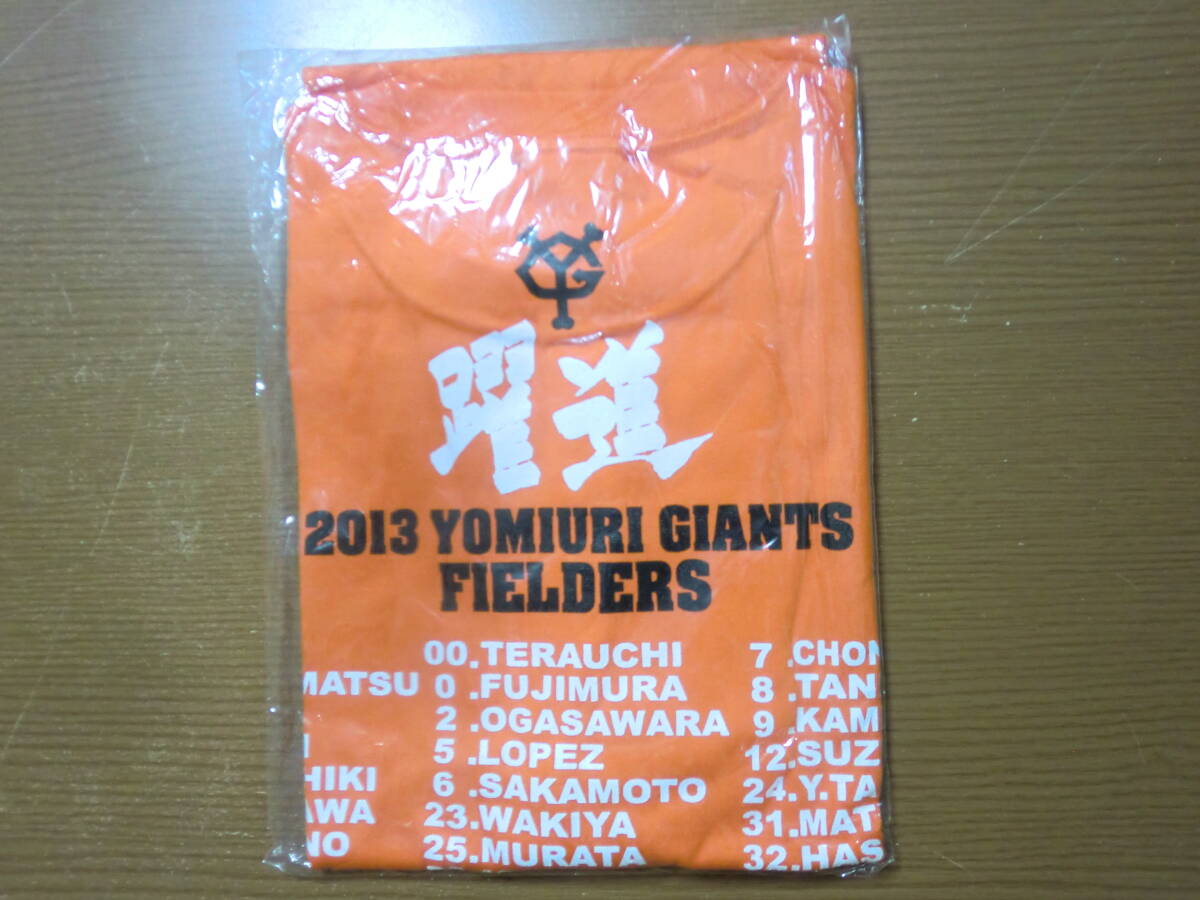 YG
躍進
2013 YOMIURI GIANTS
FIELDERS
00.TERAUCHI 7.CHON
MATSU 0.FUJIMURA 8.TAN
2.OGASAWARA 9.KAM
5.LOPEZ 12.SUZ
HIKI 6.SAKAMOTO 24.Y.TA
AWA 23.WAKIYA 31.MAT
NO 25.MURATA 32.HAS